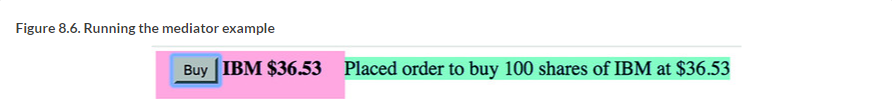 Figure 8.6. Running the mediator example
Buy IBM $36.53 Placed order to buy 100 shares of IBM at $36.53